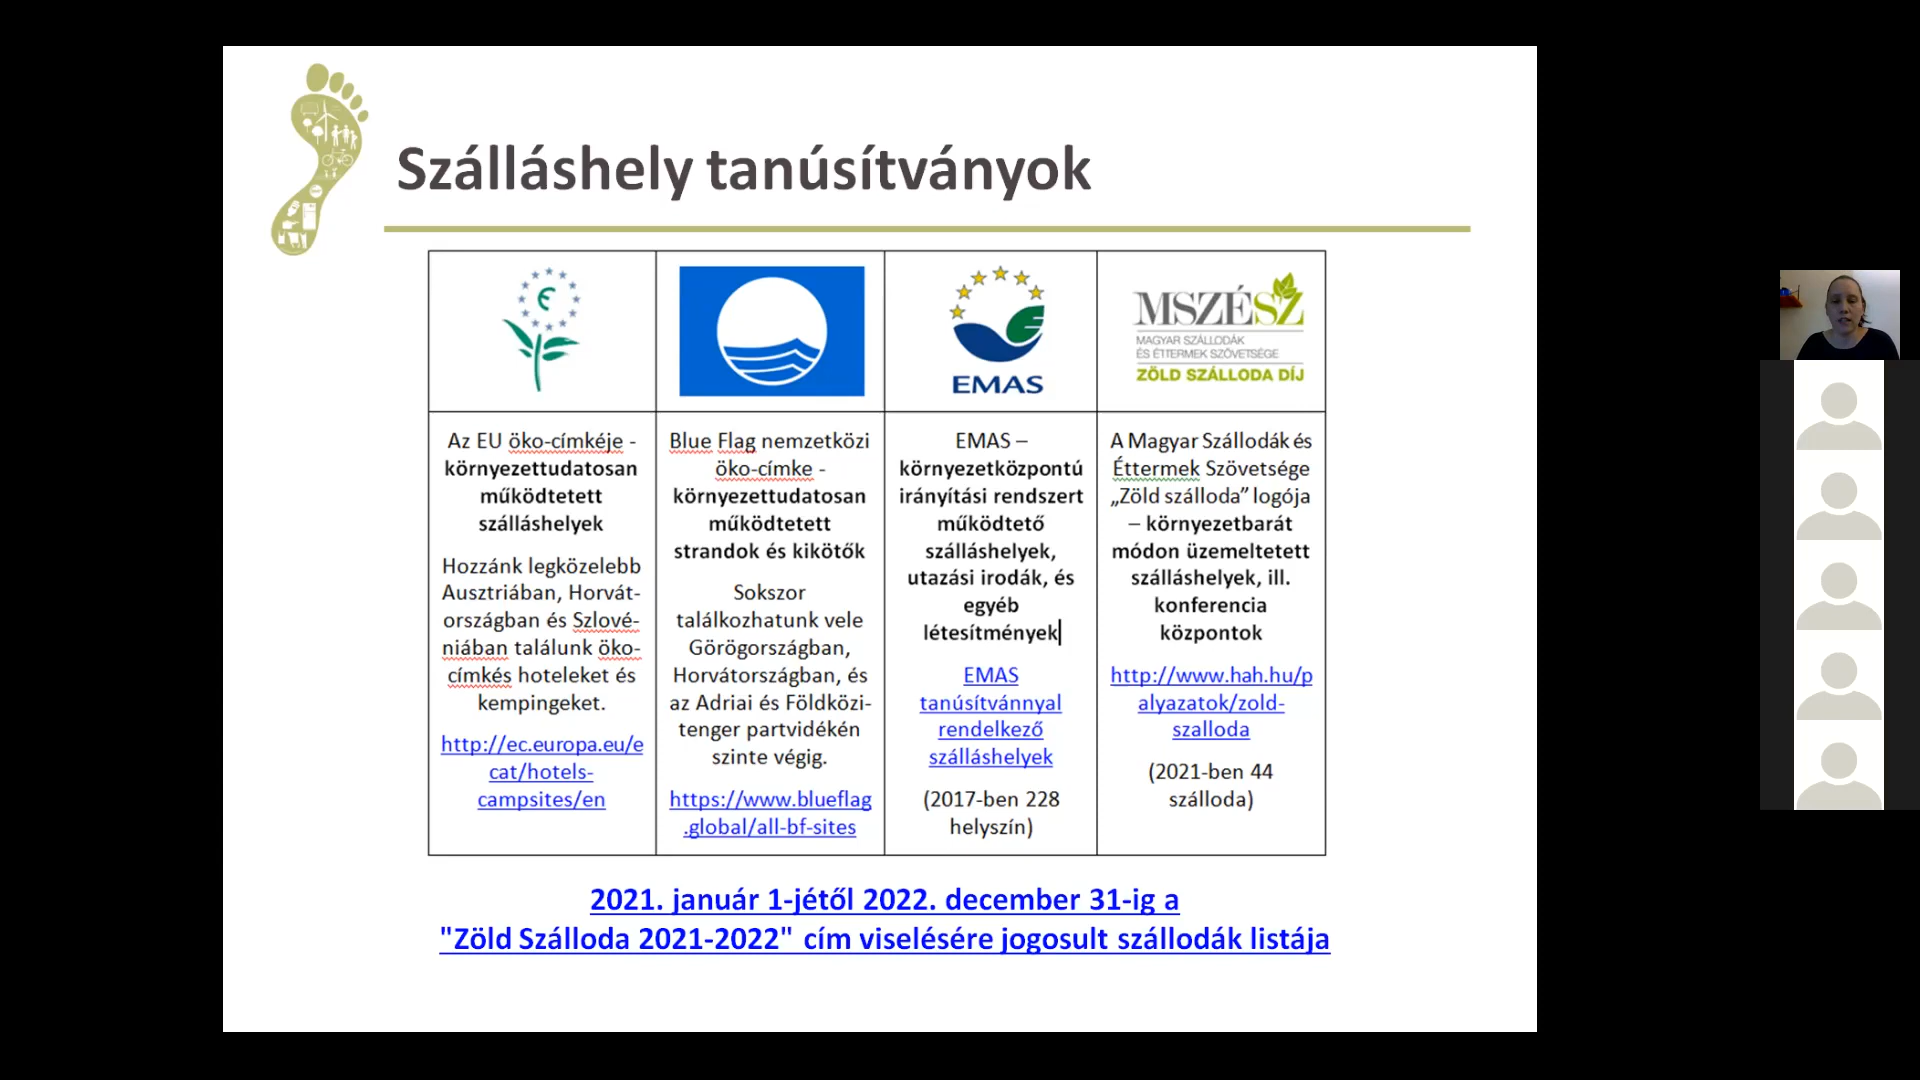 Szálláshely tanúsítványok
EMAS
MSZÉSZ
MAGYAR SZÁLLODÁK
ÉS ÉTTERMEK SZÖVETSÉGE
ZÖLD SZÁLLODA DÍJ
Az EU öko-címkéje -
környezettudatosan
működtetett
szálláshelyek
Hozzánk legközelebb
Ausztriában, Horvát-
országban és Szlové-
niában találunk öko-
címkés hoteleket és
kempingeket.
http://ec.europa.eu/e
cat/hotels-
campsites/en
Blue Flag nemzetközi
öko-címke -
környezettudatosan
működtetett
strandok és kikötők
Sokszor
találkozhatunk vele
Görögországban,
Horvátországban, és
az Adriai és Földközi-
tenger partvidékén
szinte végig.
https://www.blueflag
.global/all-bf-sites
EMAS –
környezetközpontú
irányítási rendszert
működtető
szálláshelyek,
utazási irodák, és
egyéb
létesítmények
EMAS
tanúsítvánnyal
rendelkező
szálláshelyek
(2017-ben 228
helyszín)
A Magyar Szállodák és
Éttermek Szövetsége
„Zöld szálloda” logója
– környezetbarát
módon üzemeltetett
szálláshelyek, ill.
konferencia
központok
http://www.hah.hu/p
alyazatok/zold-
szalloda
(2021-ben 44
szálloda)
2021. január 1-jétől 2022. december 31-ig a
"Zöld Szálloda 2021-2022" cím viselésére jogosult szállodák listája